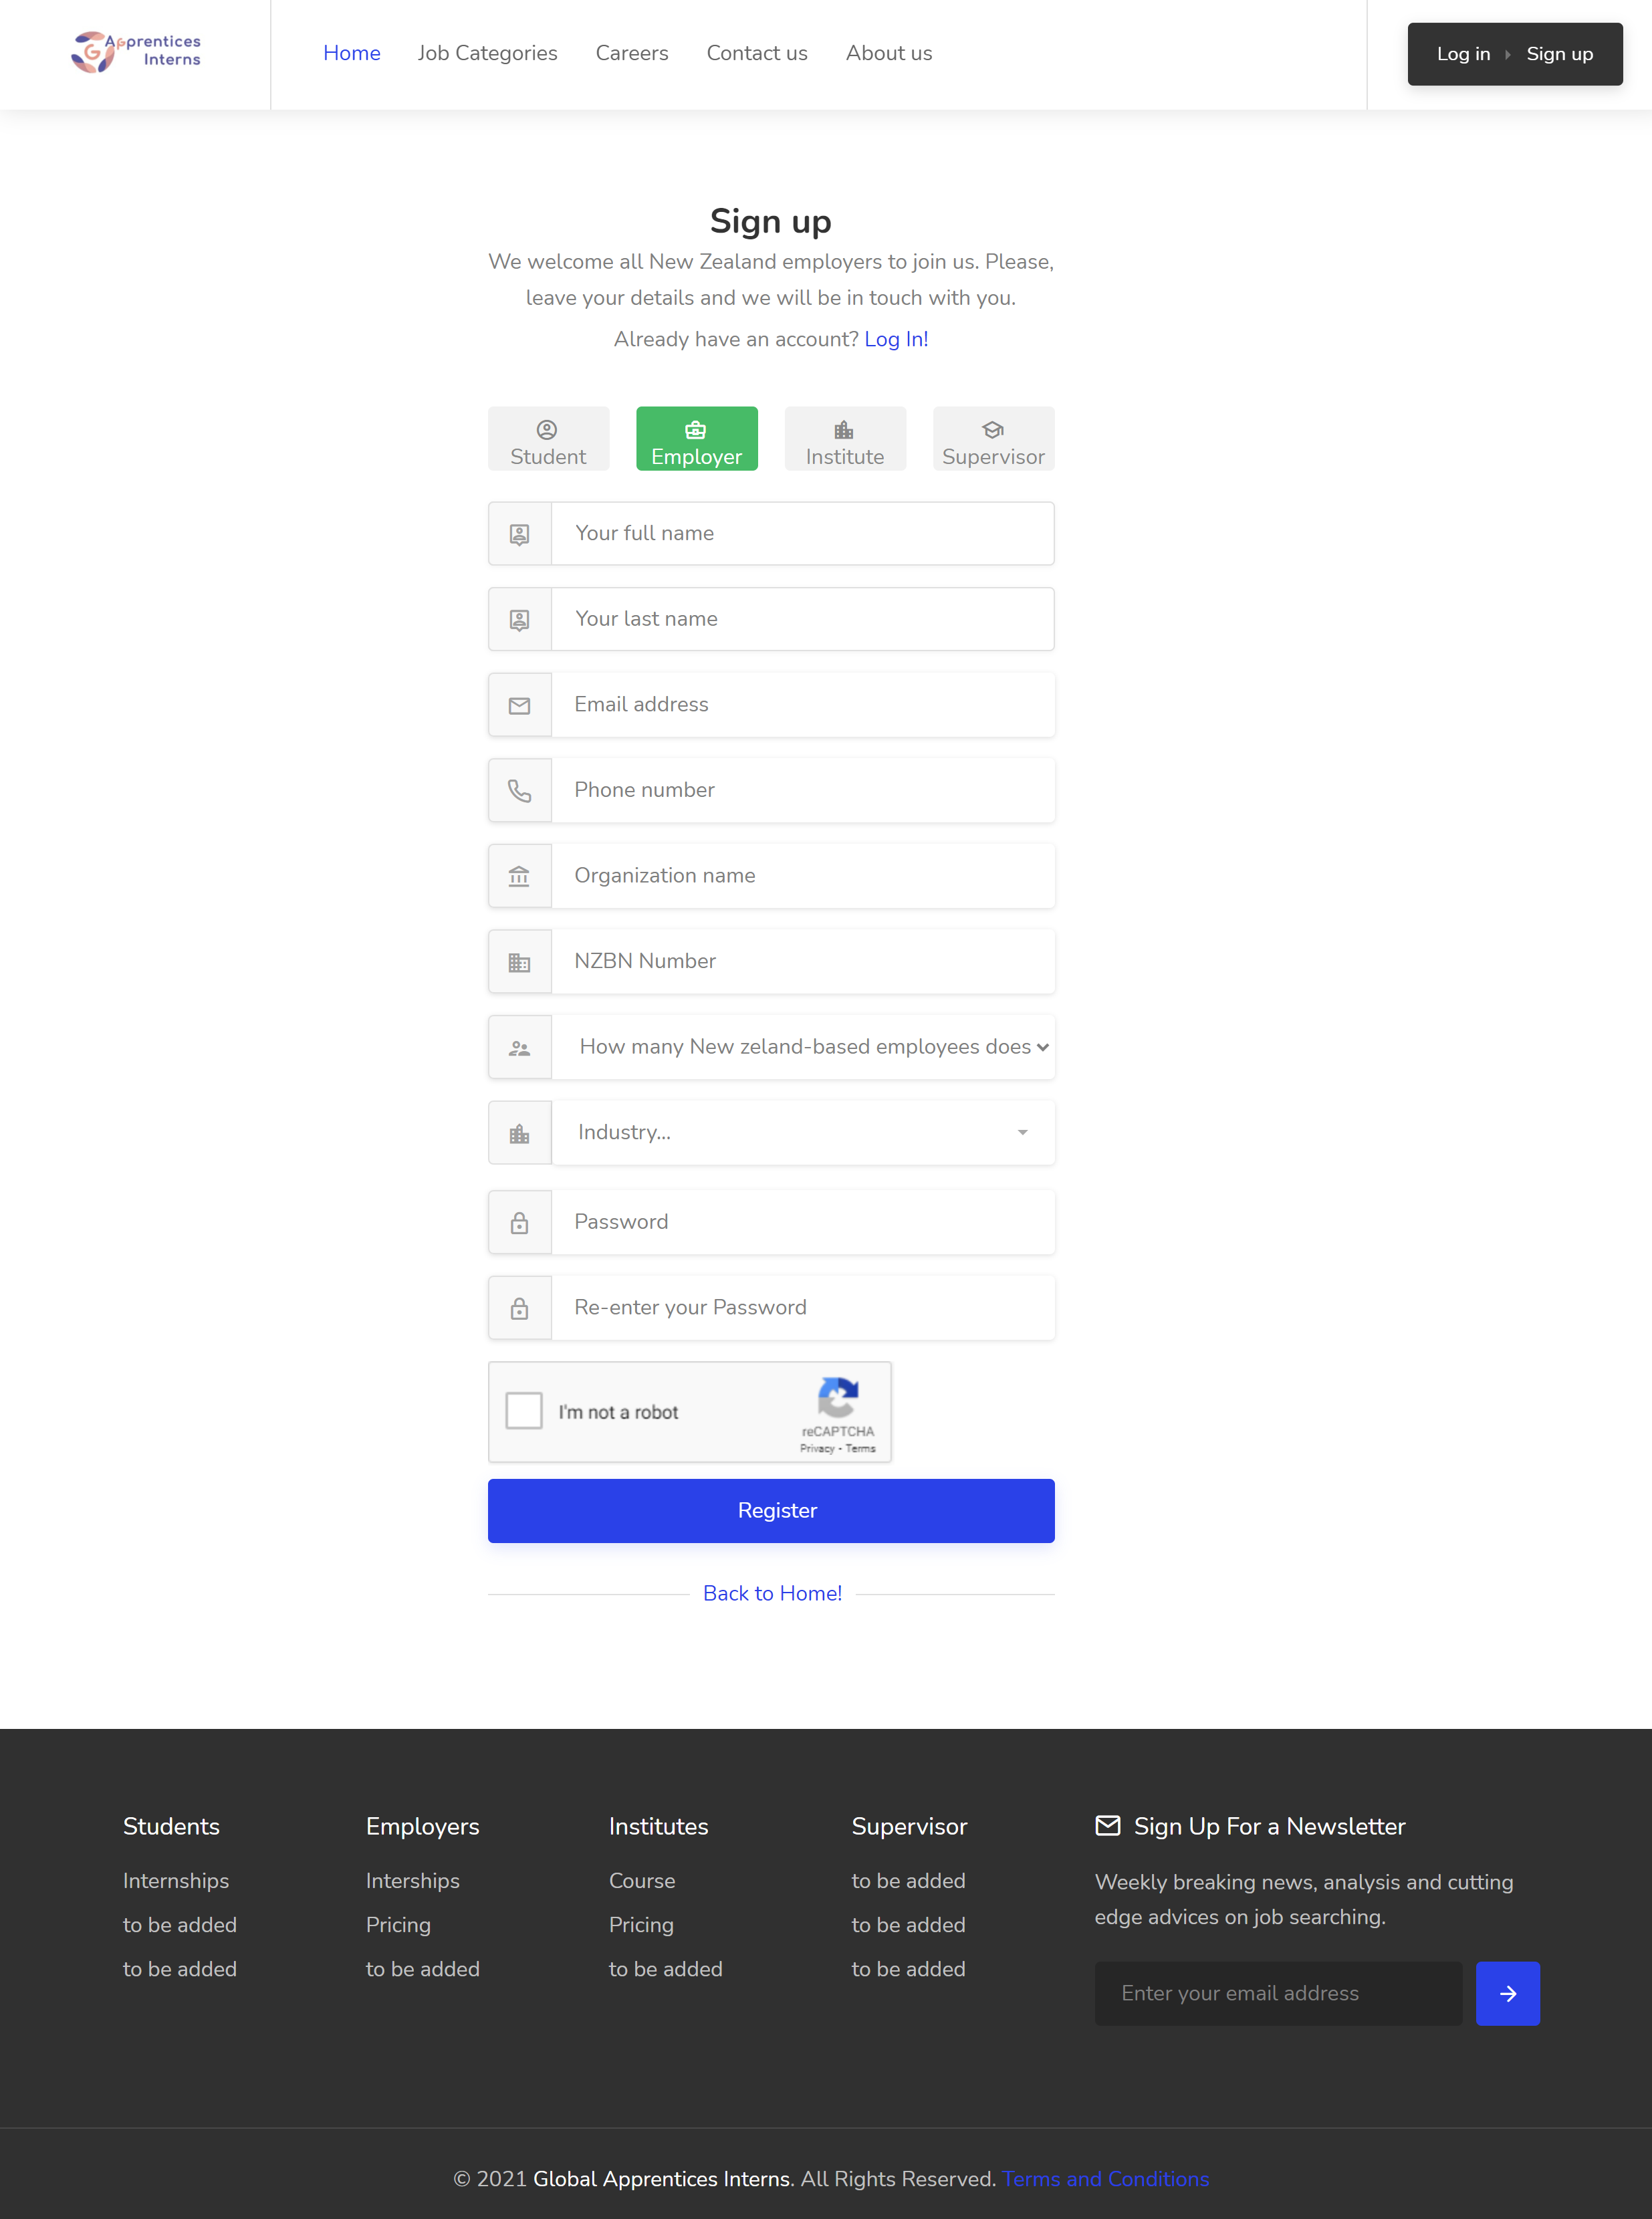 Apprentices
G
Interns
Home
Job Categories
Careers
Contact us
About us
Log in
Sign up
Sign up
We welcome all New Zealand employers to join us. Please,
leave your details and we will be in touch with you.
Already have an account? Log In!
Student
Employer
Institute
Supervisor
Your full name
Your last name
Email address
Phone number
Organization name
NZBN Number
How many New zeland-based employees does
Industry...
Password
Re-enter your Password
I'm not a robot
reCAPTCHA
Privacy - Terms
Register
Back to Home!
Students
Internships
to be added
to be added
Employers
Interships
Pricing
to be added
Institutes
Course
Pricing
to be added
Supervisor
to be added
to be added
to be added
Sign Up For a Newsletter
Weekly breaking news, analysis and cutting
edge advices on job searching.
Enter your email address
© 2021 Global Apprentices Interns. All Rights Reserved. Terms and Conditions